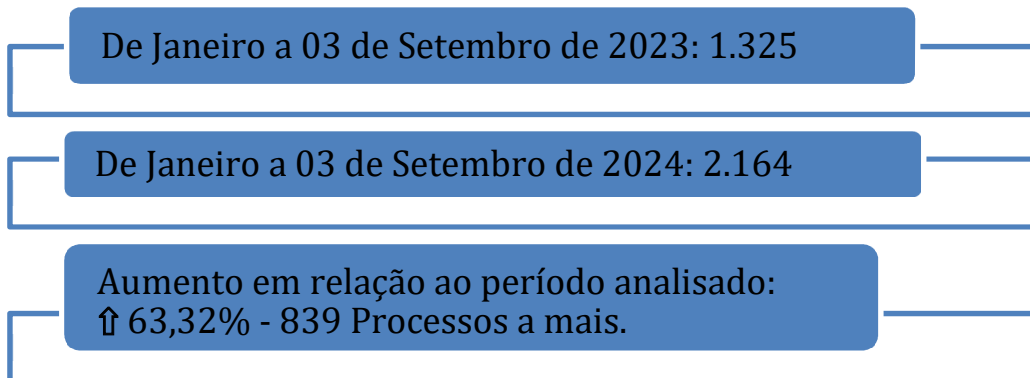 De Janeiro a 03 de Setembro de 2023: 1.325
De Janeiro a 03 de Setembro de 2024: 2.164
Aumento em relação ao período analisado:
⇧ 63,32% - 839 Processos a mais.